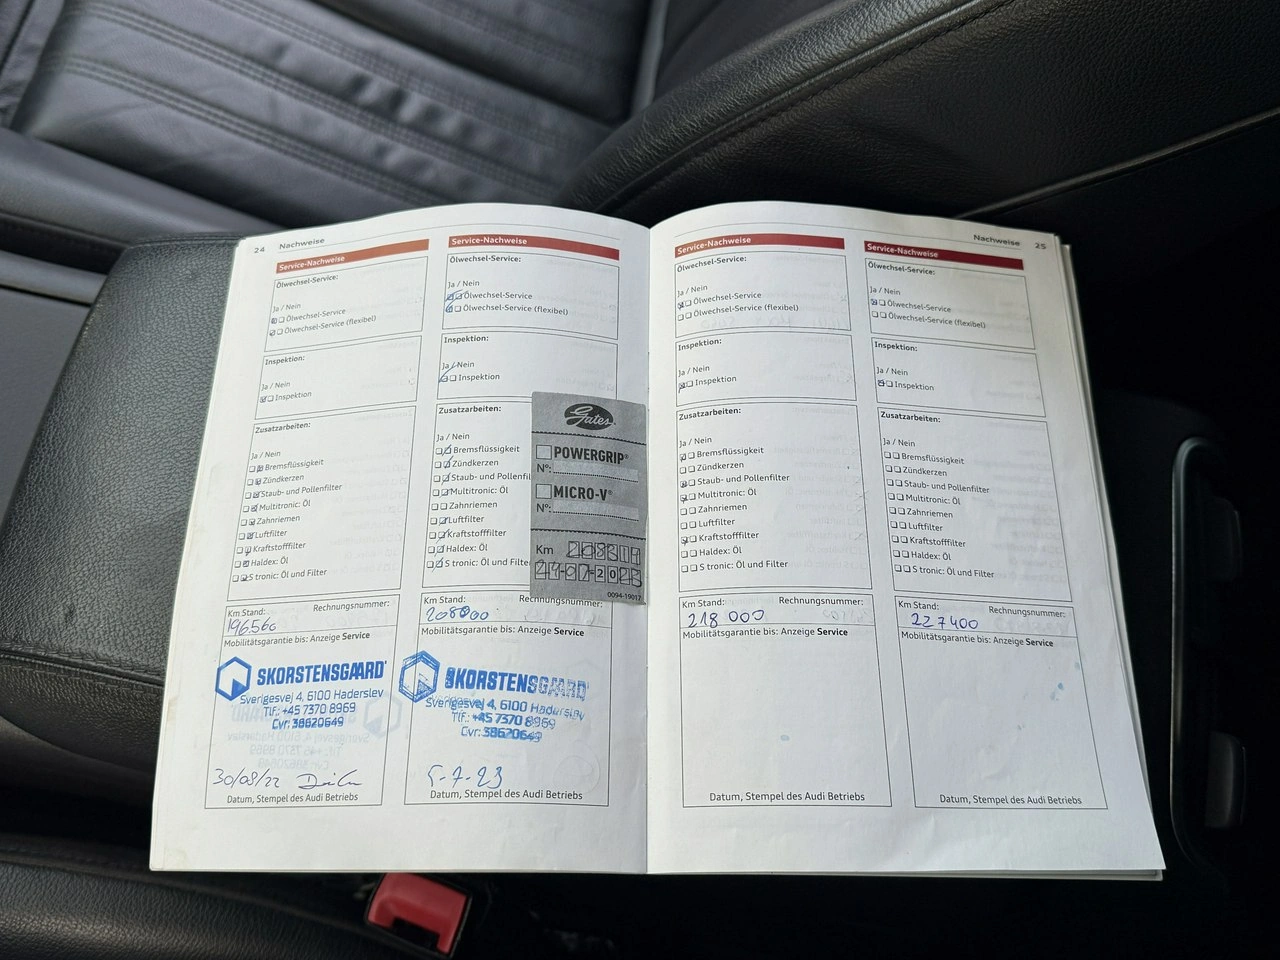 24 Nachweise
Service-Nachweise
Ölwechsel-Service:
Ja / Nein
Ölwechsel-Service
Ölwechsel-Service (flexibel)
Inspektion:
Ja / Nein
Inspektion
Zusatzarbeiten:
Ja / Nein
Bremsflüssigkeit
Zündkerzen
Staub- und Pollenfilter
Multitronic: Öl
Zahnriemen
Luftfilter
Kraftstofffilter
Haldex: Öl
S tronic: Öl und Filter
Km Stand: Rechnungsnummer:
196.560
Mobilitätsgarantie bis: Anzeige Service
SKORSTENSGAARD
Sverigesvej 4, 6100 Haderslev
Tlf.: +45 7370 8969
Cvr: 38620649
30/08/22
Datum, Stempel des Audi Betriebs
Service-Nachweise
Ölwechsel-Service:
Ja / Nein
Ölwechsel-Service
Ölwechsel-Service (flexibel)
Inspektion:
Ja / Nein
Inspektion
Zusatzarbeiten:
Ja / Nein
Bremsflüssigkeit
Zündkerzen
Staub- und Pollenfilt
Multitronic: Öl
Zahnriemen
Luftfilter
Kraftstofffilter
Haldex: Öl
S tronic: Öl und Filte
Km Stand: Rechnungsnummer:
208000
Mobilitätsgarantie bis: Anzeige Service
SKORSTENSGAARD
Sverigesvej 4, 6100 Haderslev
Tlf.: +45 7370 8969
Cvr: 38620649
5-7-23
Datum, Stempel des Audi Betriebs
Gates
POWERGRIP®
N°:
MICRO-V®
N°:
Km
2023
0094-19017
Nachweise 25
Service-Nachweise
Ölwechsel-Service:
Ja / Nein
Ölwechsel-Service
Ölwechsel-Service (flexibel)
Inspektion:
Ja / Nein
Inspektion
Zusatzarbeiten:
Ja / Nein
Bremsflüssigkeit
Zündkerzen
Staub- und Pollenfilter
Multitronic: Öl
Zahnriemen
Luftfilter
Kraftstofffilter
Haldex: Öl
S tronic: Öl und Filter
Km Stand: Rechnungsnummer:
218 000
Mobilitätsgarantie bis: Anzeige Service
Datum, Stempel des Audi Betriebs
Service-Nachweise
Ölwechsel-Service:
Ja / Nein
Ölwechsel-Service
Ölwechsel-Service (flexibel)
Inspektion:
Ja / Nein
Inspektion
Zusatzarbeiten:
Ja / Nein
Bremsflüssigkeit
Zündkerzen
Staub- und Pollenfilter
Multitronic: Öl
Zahnriemen
Luftfilter
Kraftstofffilter
Haldex: Öl
S tronic: Öl und Filter
Km Stand: Rechnungsnummer:
227400
Mobilitätsgarantie bis: Anzeige Service
Datum, Stempel des Audi Betriebs